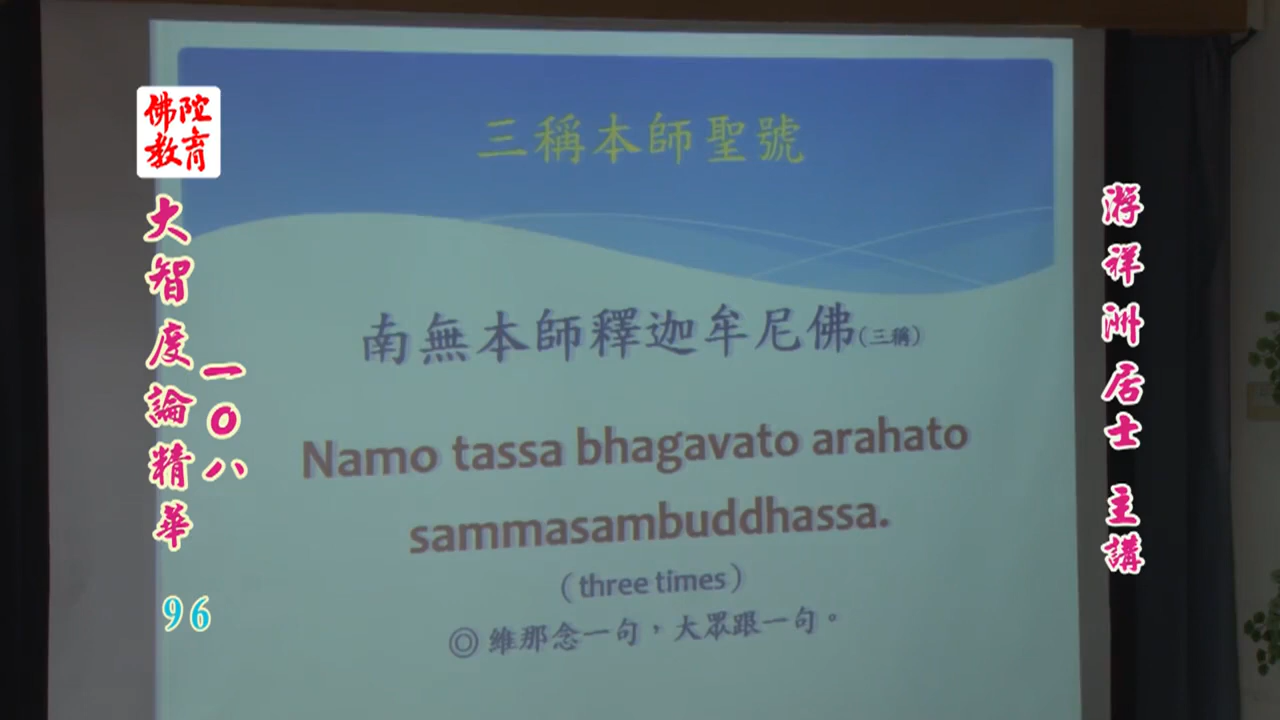 佛陀
教育
大智度論精華
一〇八
96
三稱本師聖號
南無本師釋迦牟尼佛(三稱)
Namo tassa bhagavato arahato
sammasambuddhassa.
(three times)
◎ 維那念一句，大眾跟一句。
游祥洲居士 主講